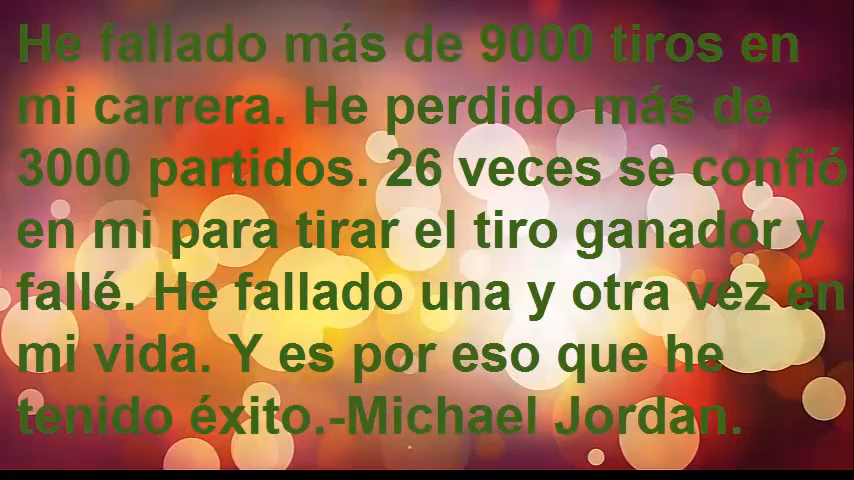 He fallado más de 9000 tiros en
mi carrera. He perdido más de
3000 partidos. 26 veces se confió
en mi para tirar el tiro ganador y
fallé. He fallado una y otra vez en
mi vida. Y es por eso que he
tenido éxito.-Michael Jordan.